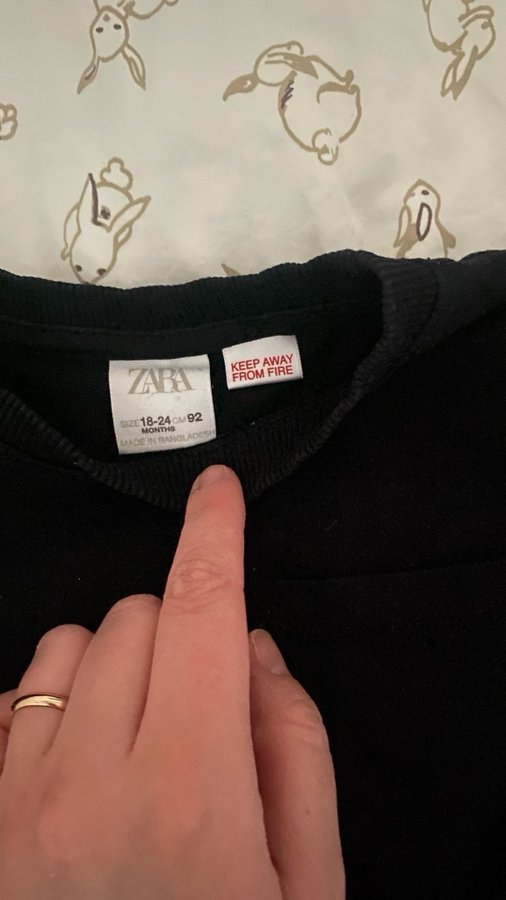 ZARA
SIZE 18-24 CM 92
MONTHS
MADE IN BANGLADESH
KEEP AWAY
FROM FIRE